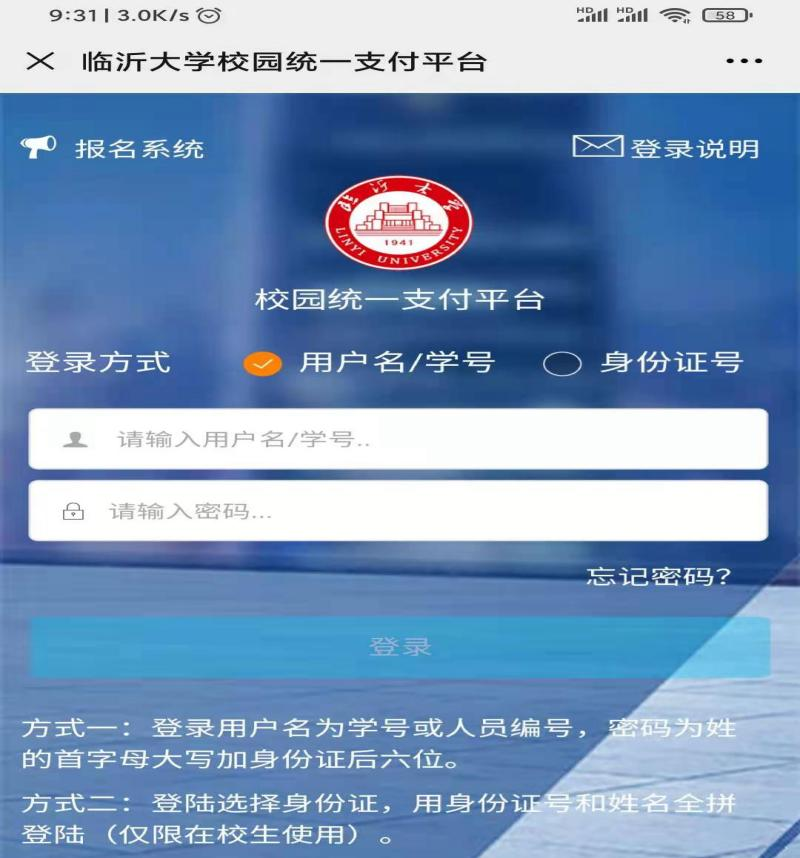 9:31 | 3.0K/s HD HD 58
临沂大学校园统一支付平台
报名系统 登录说明
临沂大学
LINYI UNIVERSITY
1941
校园统一支付平台
登录方式 用户名/学号 身份证号
请输入用户名/学号..
请输入密码...
忘记密码?
登录
方式一：登录用户名为学号或人员编号，密码为姓
的首字母大写加身份证后六位。
方式二：登陆选择身份证，用身份证号和姓名全拼
登陆（仅限在校生使用）。